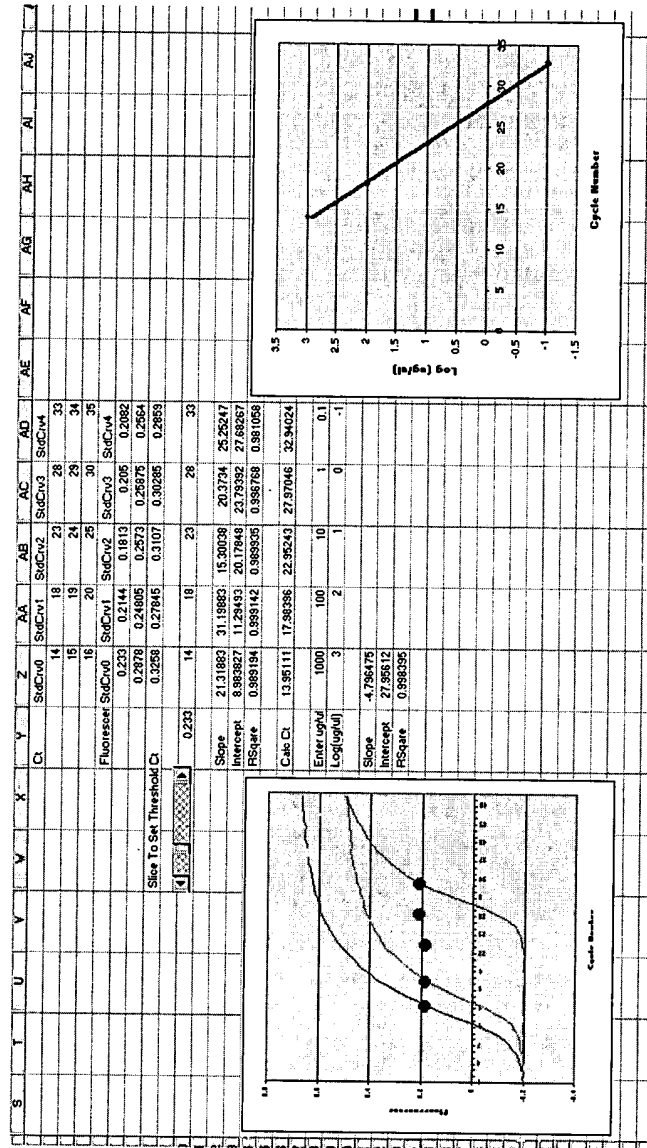 S T U V W X Y Z AA AB AC AD AE AF AG AH AI AJ
Ct StdCrv0 StdCrv1 StdCrv2 StdCrv3 StdCrv4
14 18 23 28 33
15 19 24 29 34
16 20 25 30 35
Fluorescer StdCrv0 StdCrv1 StdCrv2 StdCrv3 StdCrv4
0.233 0.2144 0.1813 0.205 0.2082
0.2878 0.24805 0.2573 0.25875 0.2564
0.3258 0.27845 0.3107 0.30285 0.2859
Slice To Set Threshold Ct
0.233 14 18 23 28 33
Slope 21.31883 31.19883 15.30038 20.3734 25.25247
Intercept 8.983827 11.29493 20.17848 23.79392 27.68267
RSqare 0.989194 0.999142 0.989935 0.996768 0.981058
Calc Ct 13.95111 17.98396 22.95243 27.97046 32.94024
Enter ug/ul 1000 100 10 1 0.1
Log(ug/ul) 3 2 1 0 -1
Slope -4.796475
Intercept 27.95612
RSqare 0.998395
Cycle Number
3.5
3
2.5
2
1.5
1
0.5
0
-0.5
-1
-1.5
Log (ug/ul)
0 5 10 15 20 25 30 35
Cycle Number